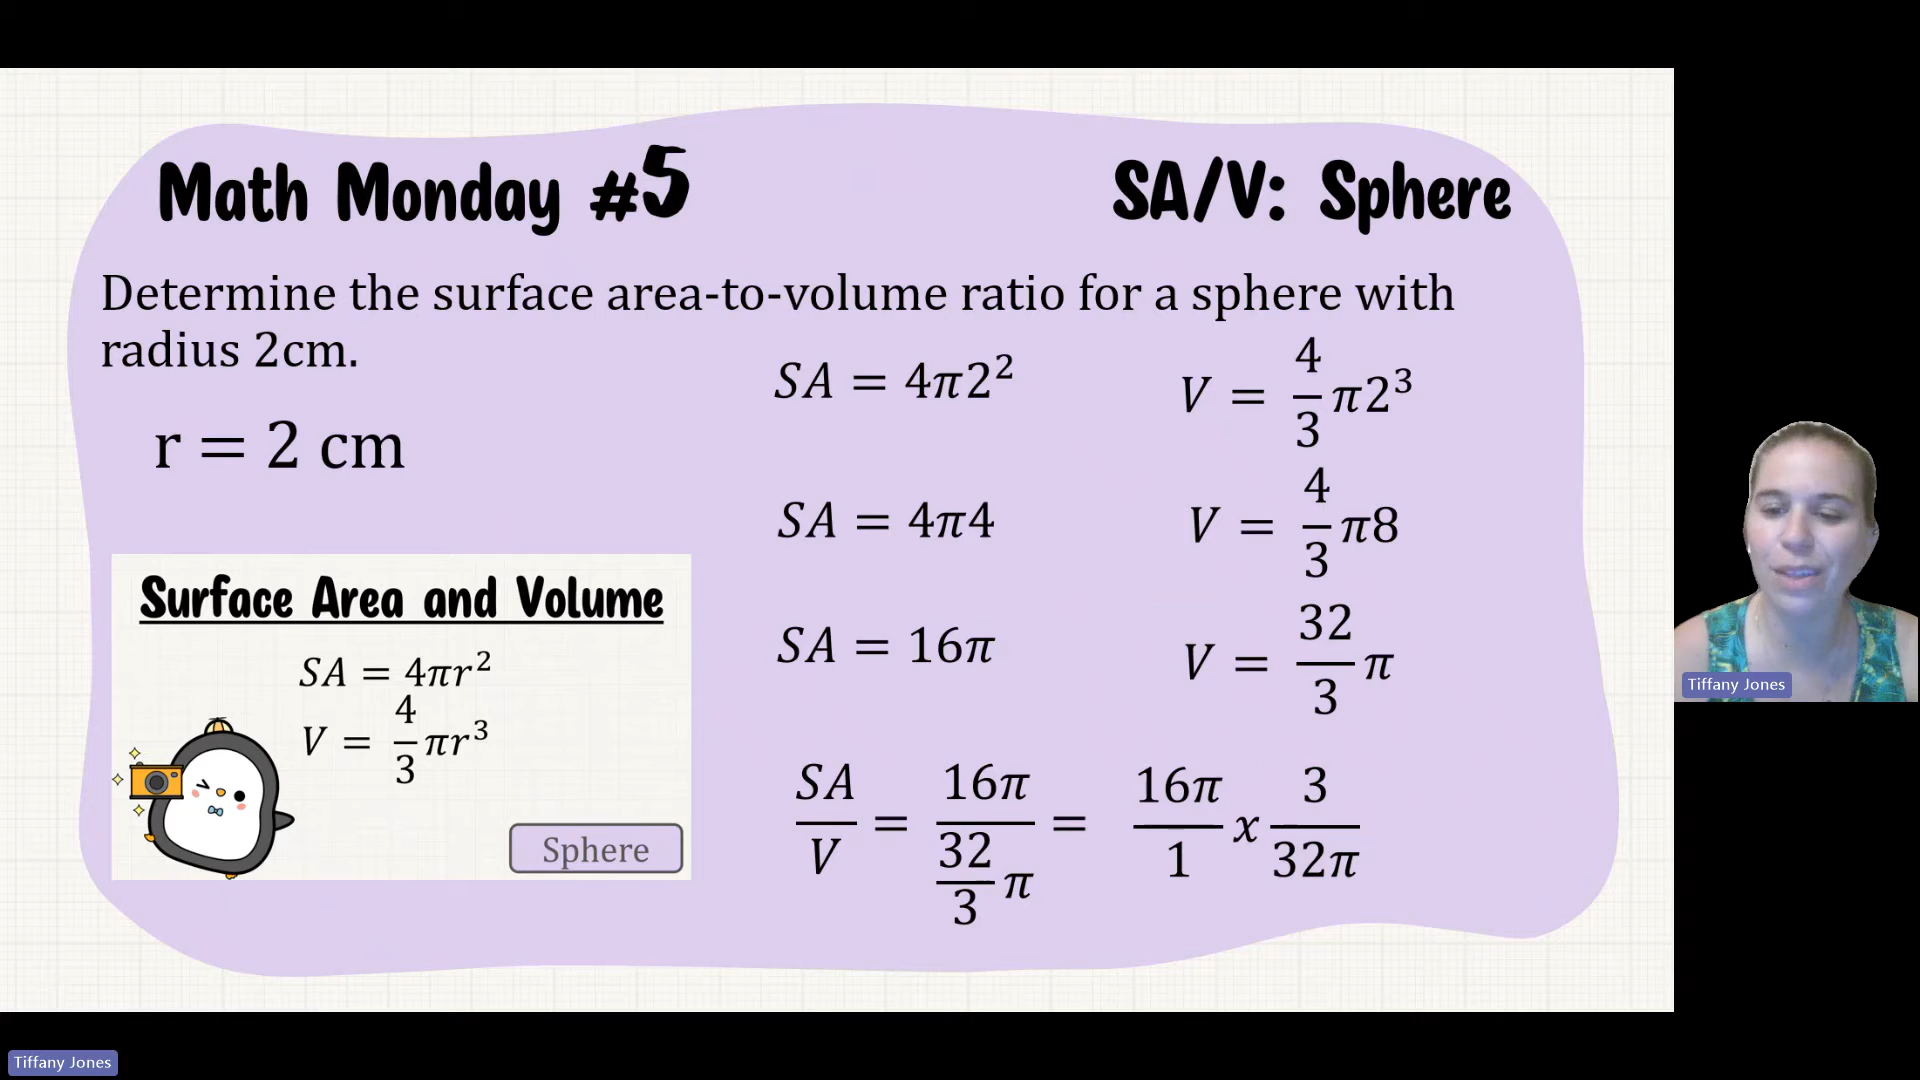 Math Monday #5
SA/V: Sphere
Determine the surface area-to-volume ratio for a sphere with
radius 2cm.
r = 2 cm
SA = 4π2²
V = 4/3 π2³
SA = 4π4
V = 4/3 π8
SA = 16π
V = 32/3 π
SA/V = 16π / (32/3 π) = 16π/1 x 3/32π
Surface Area and Volume
SA = 4πr²
V = 4/3 πr³
Sphere
Tiffany Jones
Tiffany Jones